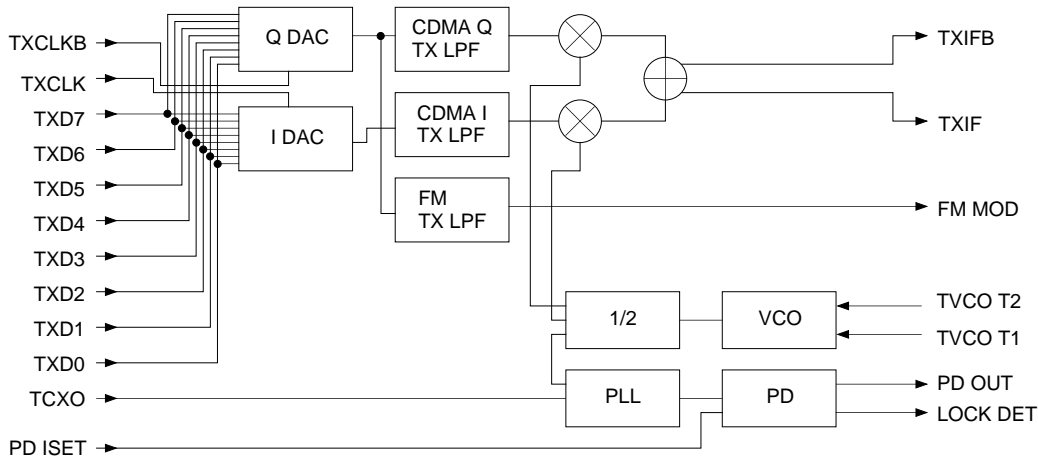 TXCLKB
TXCLK
TXD7
TXD6
TXD5
TXD4
TXD3
TXD2
TXD1
TXD0
TCXO
PD ISET
Q DAC
I DAC
CDMA Q
TX LPF
CDMA I
TX LPF
FM
TX LPF
1/2
VCO
PLL
PD
TXIFB
TXIF
FM MOD
TVCO T2
TVCO T1
PD OUT
LOCK DET